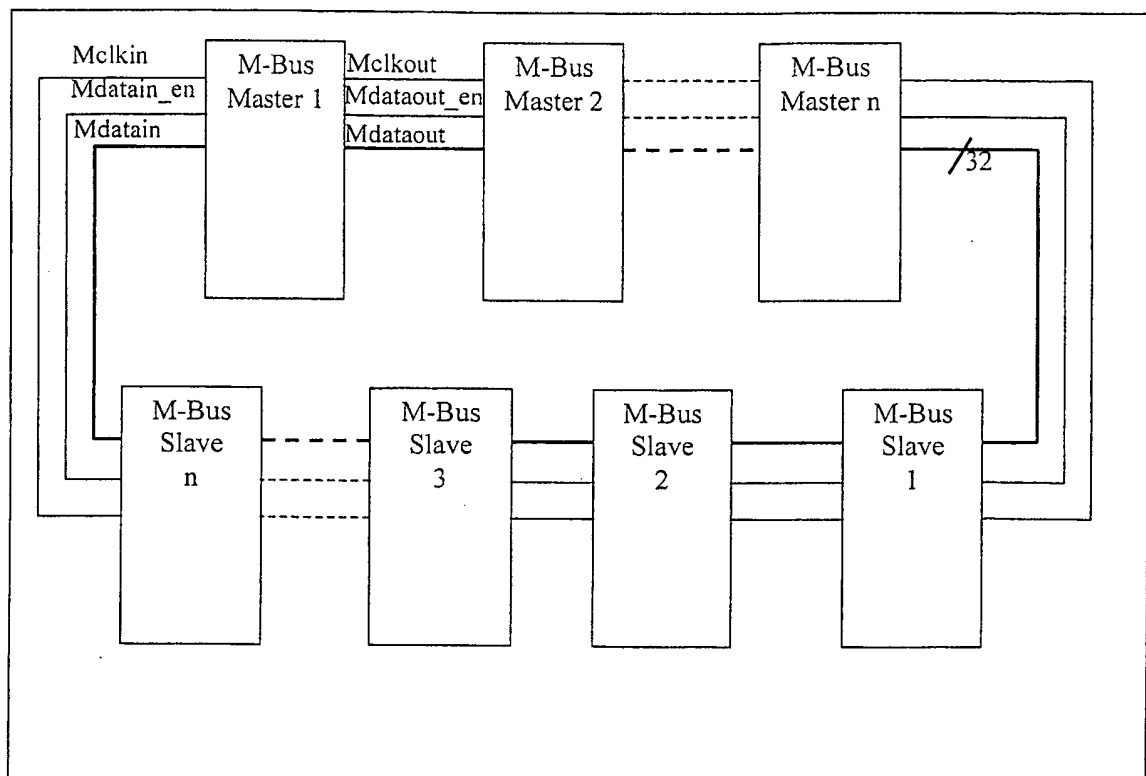 Mclkin
Mdatain_en
Mdatain
M-Bus
Master 1
Mclkout
Mdataout_en
Mdataout
M-Bus
Master 2
M-Bus
Master n
32
M-Bus
Slave
n
M-Bus
Slave
3
M-Bus
Slave
2
M-Bus
Slave
1